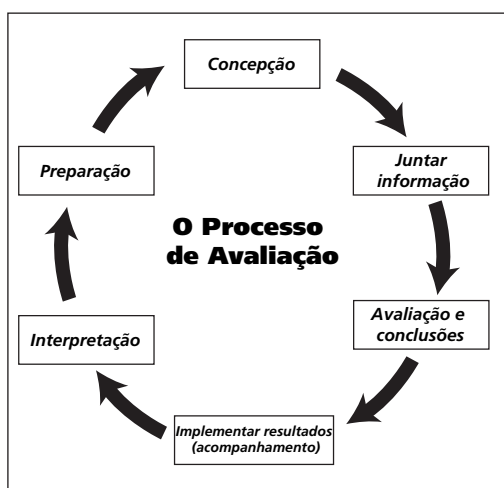 Concepção
Juntar
informação
Avaliação e
conclusões
Implementar resultados
(acompanhamento)
Interpretação
Preparação
O Processo
de Avaliação